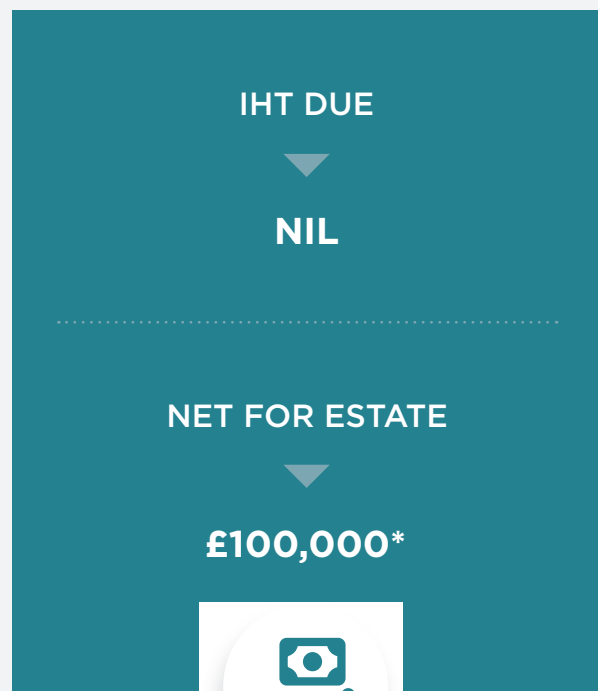 IHT DUE
NIL
NET FOR ESTATE
£100,000*